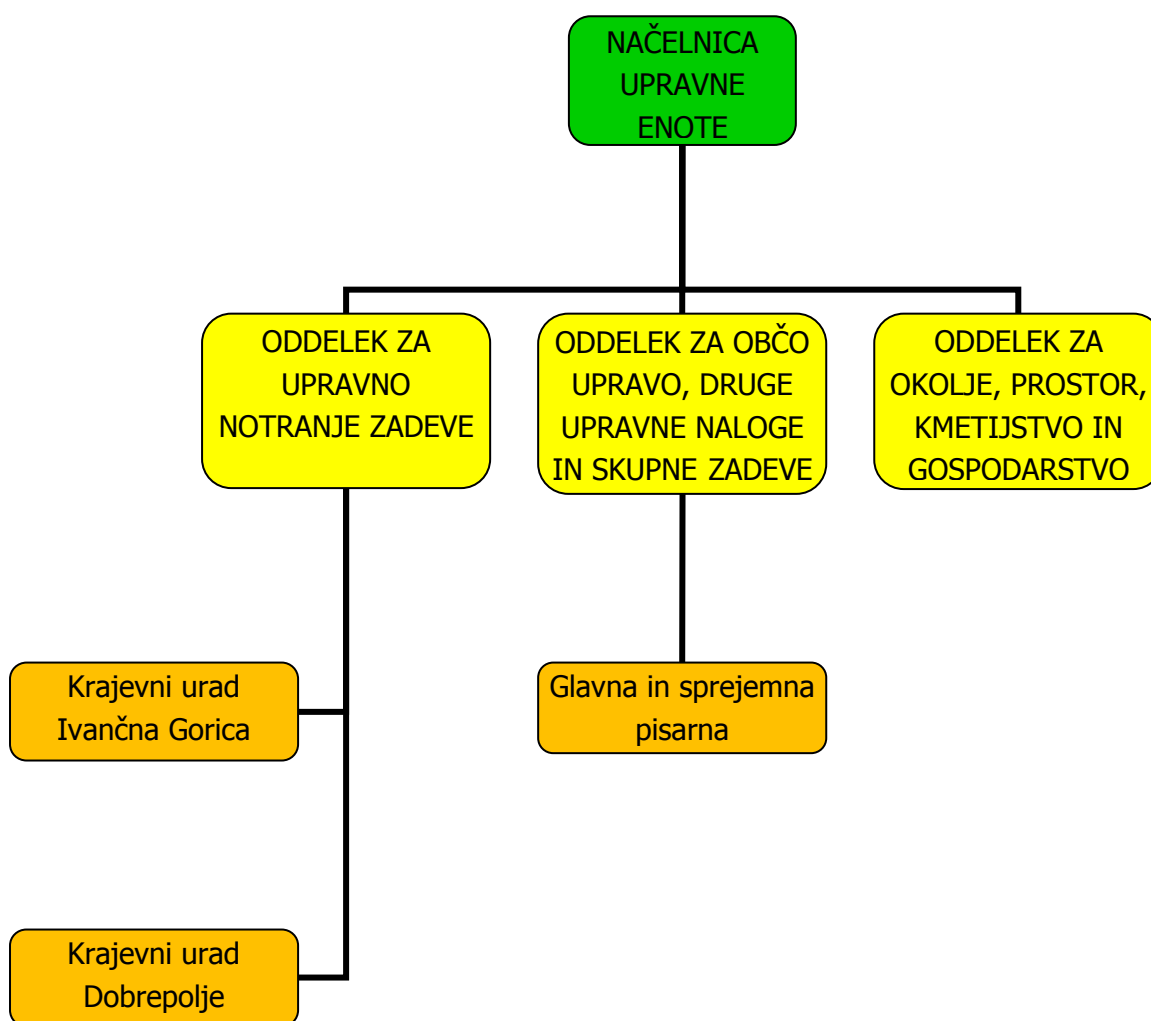 NAČELNICA
UPRAVNE
ENOTE
ODDELEK ZA
UPRAVNO
NOTRANJE ZADEVE
ODDELEK ZA OBČO
UPRAVO, DRUGE
UPRAVNE NALOGE
IN SKUPNE ZADEVE
ODDELEK ZA
OKOLJE, PROSTOR,
KMETIJSTVO IN
GOSPODARSTVO
Krajevni urad
Ivančna Gorica
Glavna in sprejemna
pisarna
Krajevni urad
Dobrepolje